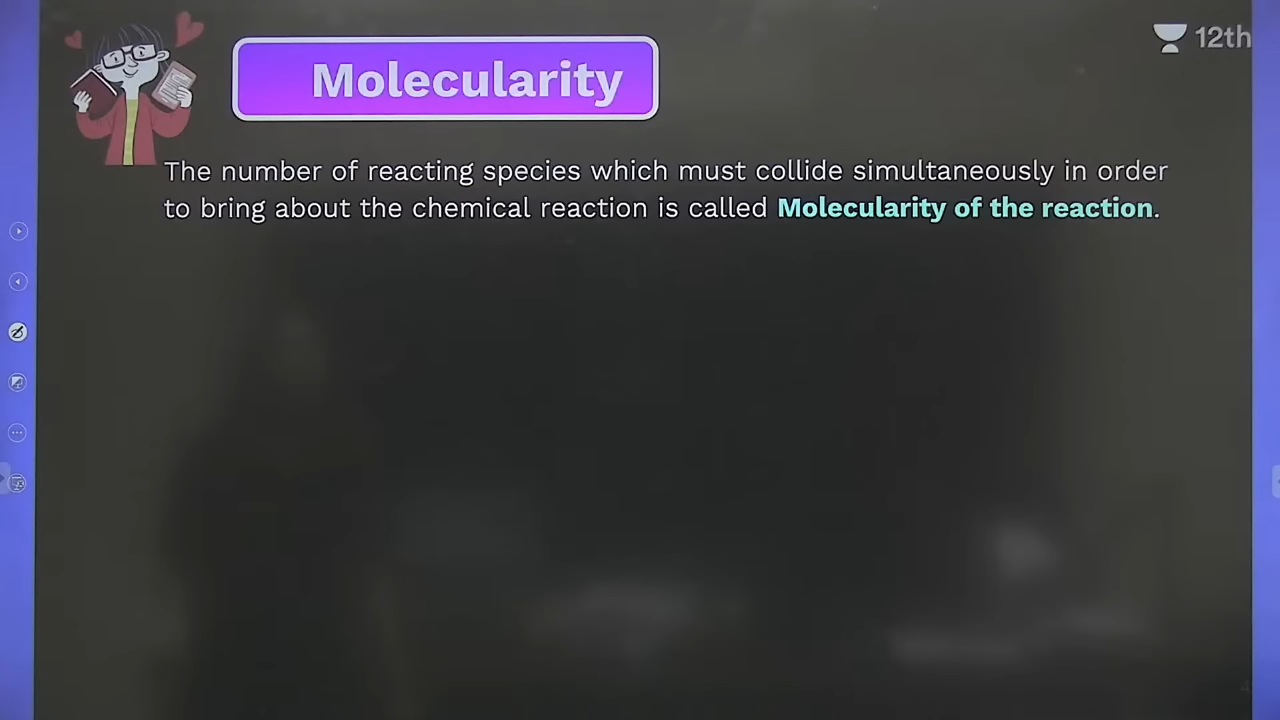 Molecularity
12th
The number of reacting species which must collide simultaneously in order
to bring about the chemical reaction is called Molecularity of the reaction.